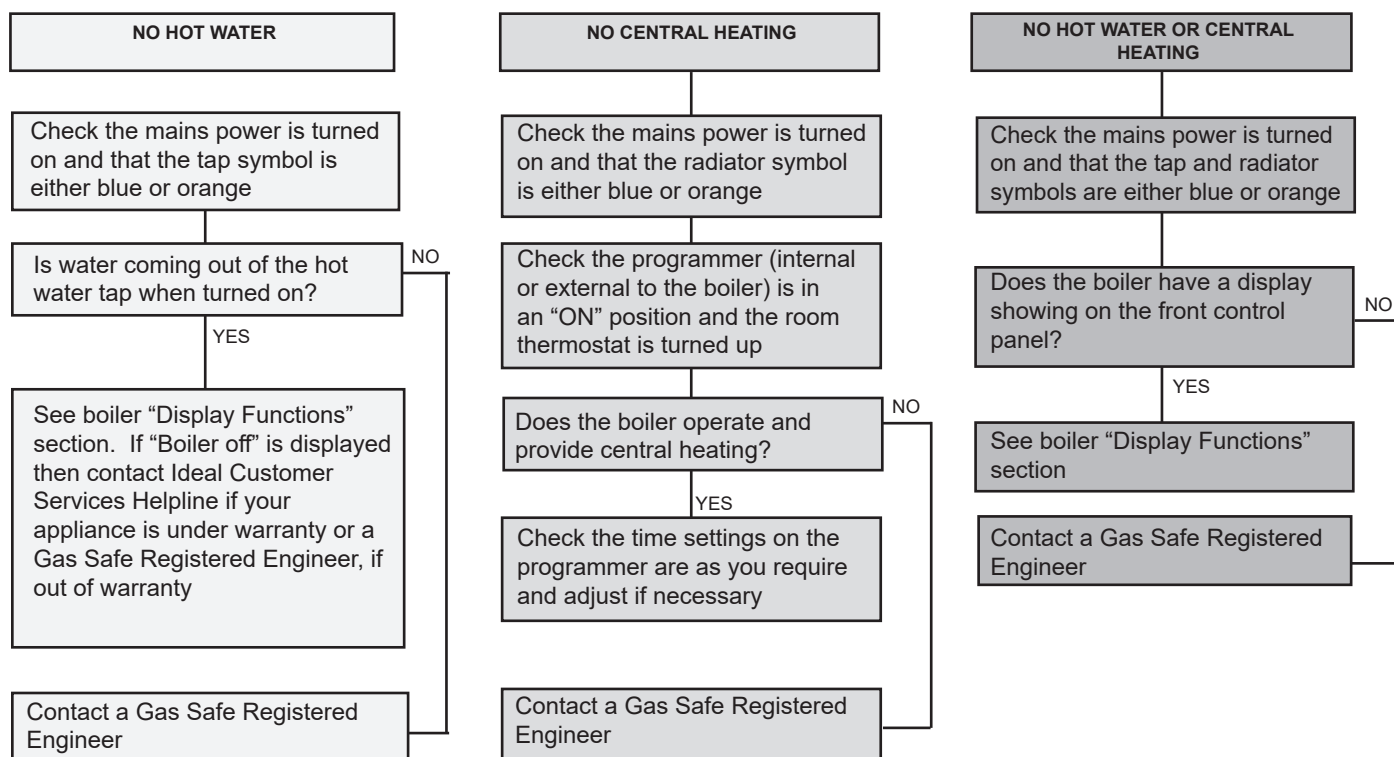 NO HOT WATER
Check the mains power is turned
on and that the tap symbol is
either blue or orange
Is water coming out of the hot
water tap when turned on?
NO
YES
See boiler “Display Functions”
section. If “Boiler off” is displayed
then contact Ideal Customer
Services Helpline if your
appliance is under warranty or a
Gas Safe Registered Engineer, if
out of warranty
Contact a Gas Safe Registered
Engineer
NO CENTRAL HEATING
Check the mains power is turned
on and that the radiator symbol
is either blue or orange
Check the programmer (internal
or external to the boiler) is in
an “ON” position and the room
thermostat is turned up
Does the boiler operate and
provide central heating?
NO
YES
Check the time settings on the
programmer are as you require
and adjust if necessary
Contact a Gas Safe Registered
Engineer
NO HOT WATER OR CENTRAL
HEATING
Check the mains power is turned
on and that the tap and radiator
symbols are either blue or orange
Does the boiler have a display
showing on the front control
panel?
NO
YES
See boiler “Display Functions”
section
Contact a Gas Safe Registered
Engineer